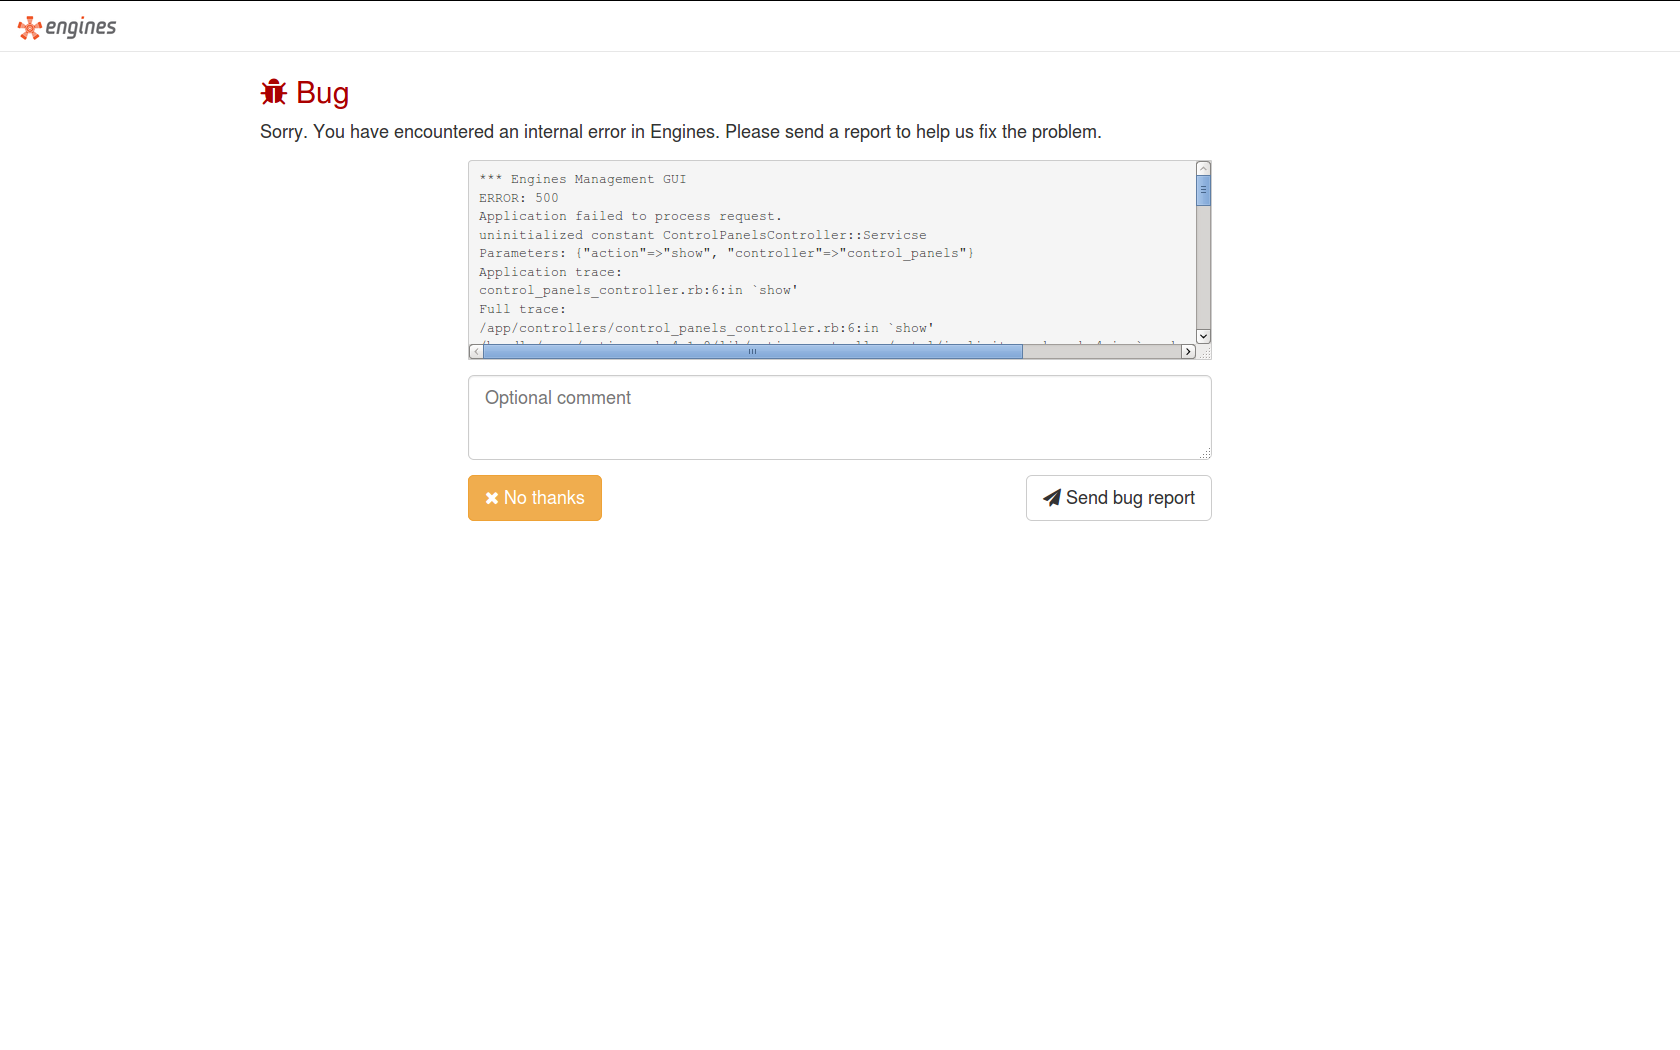 engines
Bug
Sorry. You have encountered an internal error in Engines. Please send a report to help us fix the problem.
*** Engines Management GUI
ERROR: 500
Application failed to process request.
uninitialized constant ControlPanelsController::Servicse
Parameters: {"action"=>"show", "controller"=>"control_panels"}
Application trace:
control_panels_controller.rb:6:in `show'
Full trace:
/app/controllers/control_panels_controller.rb:6:in `show'
Optional comment
No thanks
Send bug report